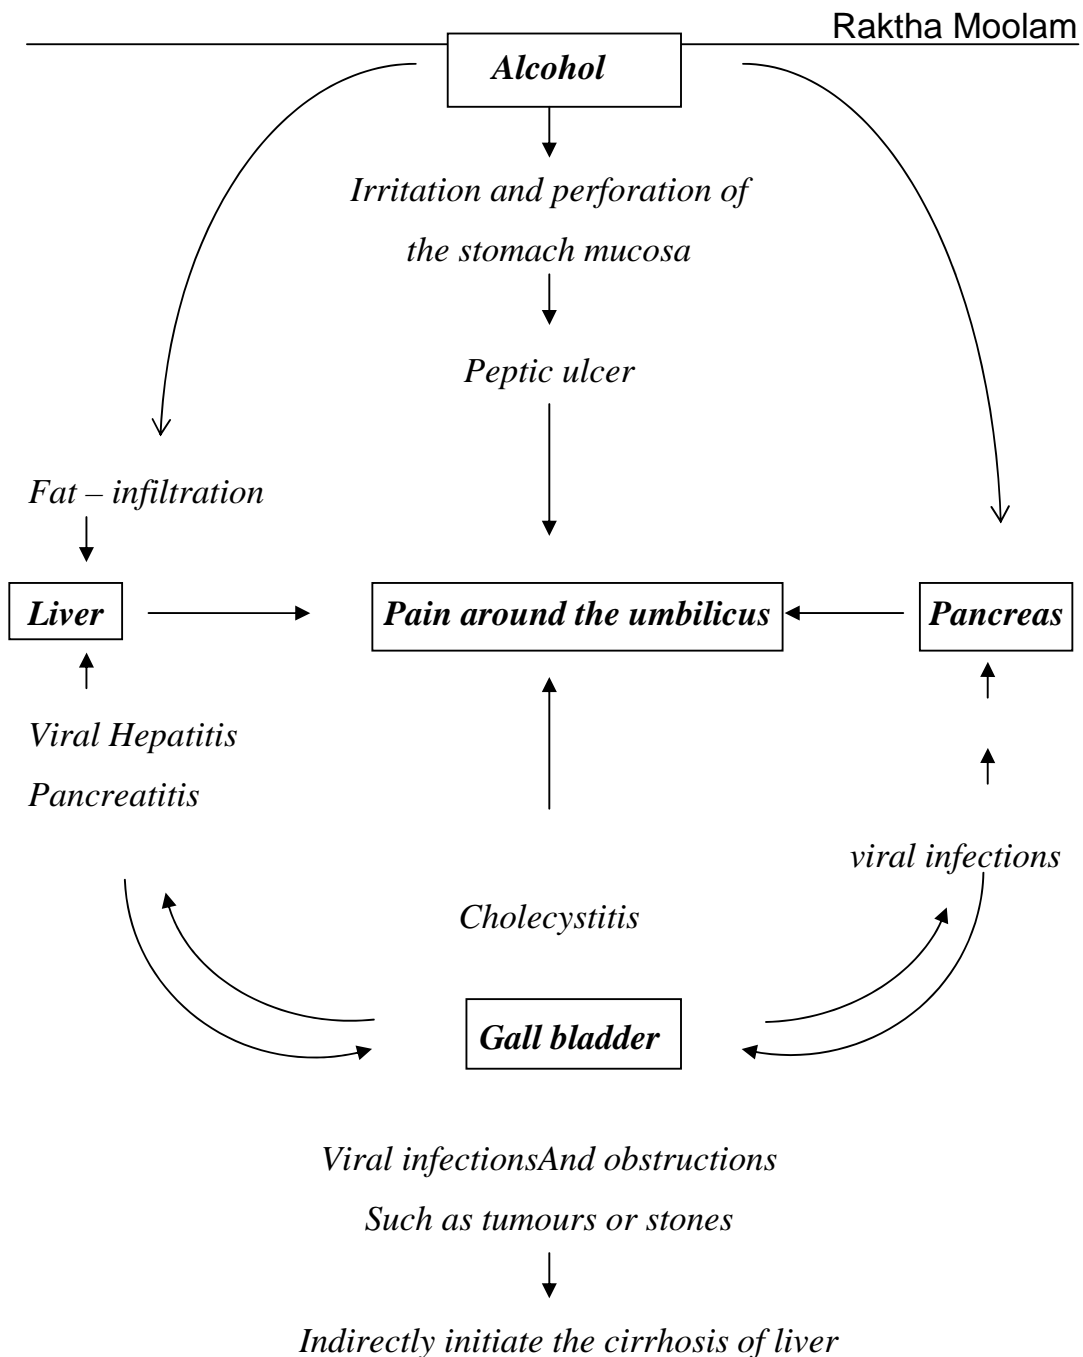 Raktha Moolam
Alcohol
Irritation and perforation of
the stomach mucosa
Peptic ulcer
Fat – infiltration
Liver
Pain around the umbilicus
Pancreas
Viral Hepatitis
Pancreatitis
viral infections
Cholecystitis
Gall bladder
Viral infectionsAnd obstructions
Such as tumours or stones
Indirectly initiate the cirrhosis of liver